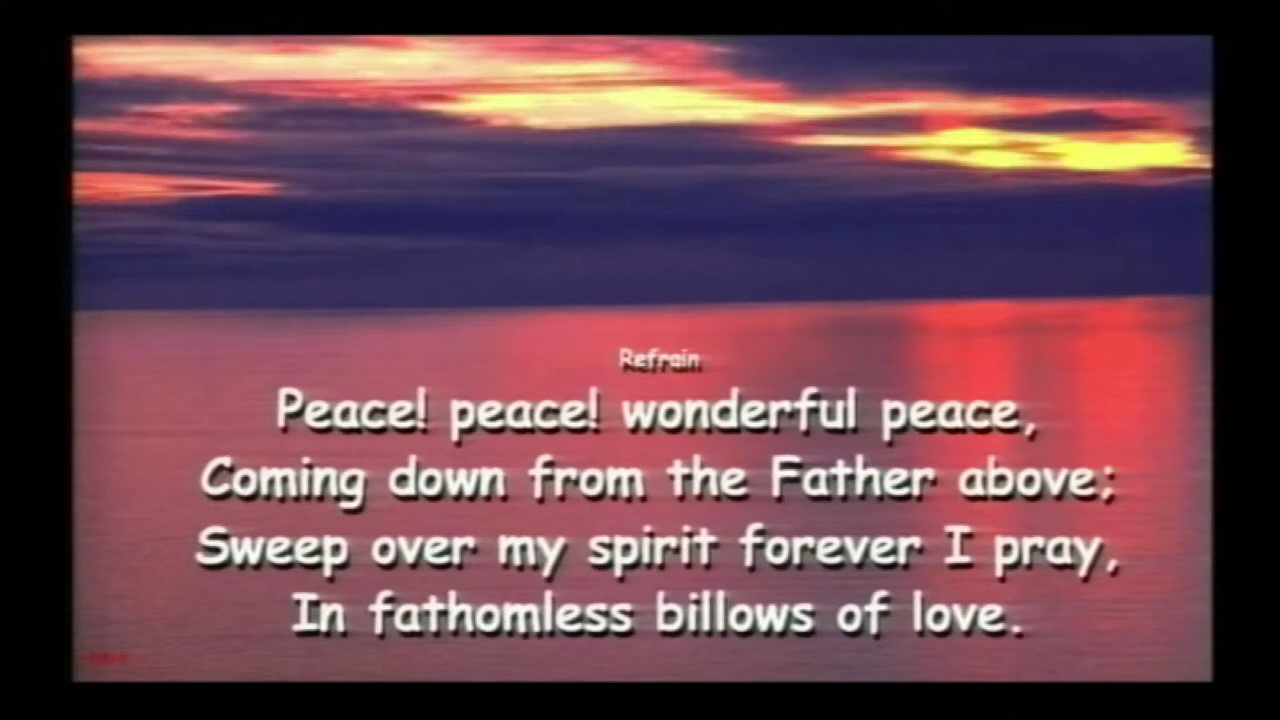 Refrain
Peace! peace! wonderful peace,
Coming down from the Father above;
Sweep over my spirit forever I pray,
In fathomless billows of love.